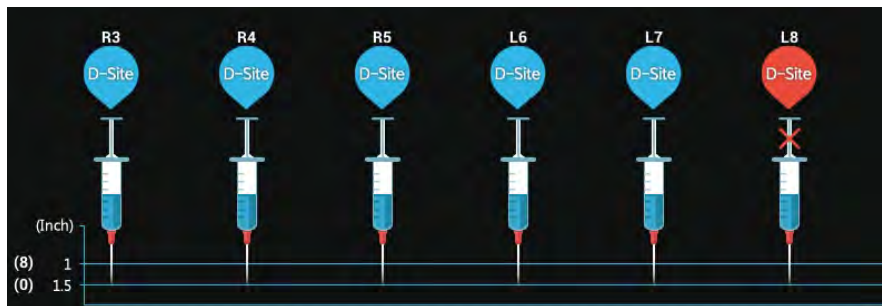 R3 R4 R5 L6 L7 L8
D-Site D-Site D-Site D-Site D-Site D-Site
(Inch)
(8) 1
(0) 1.5